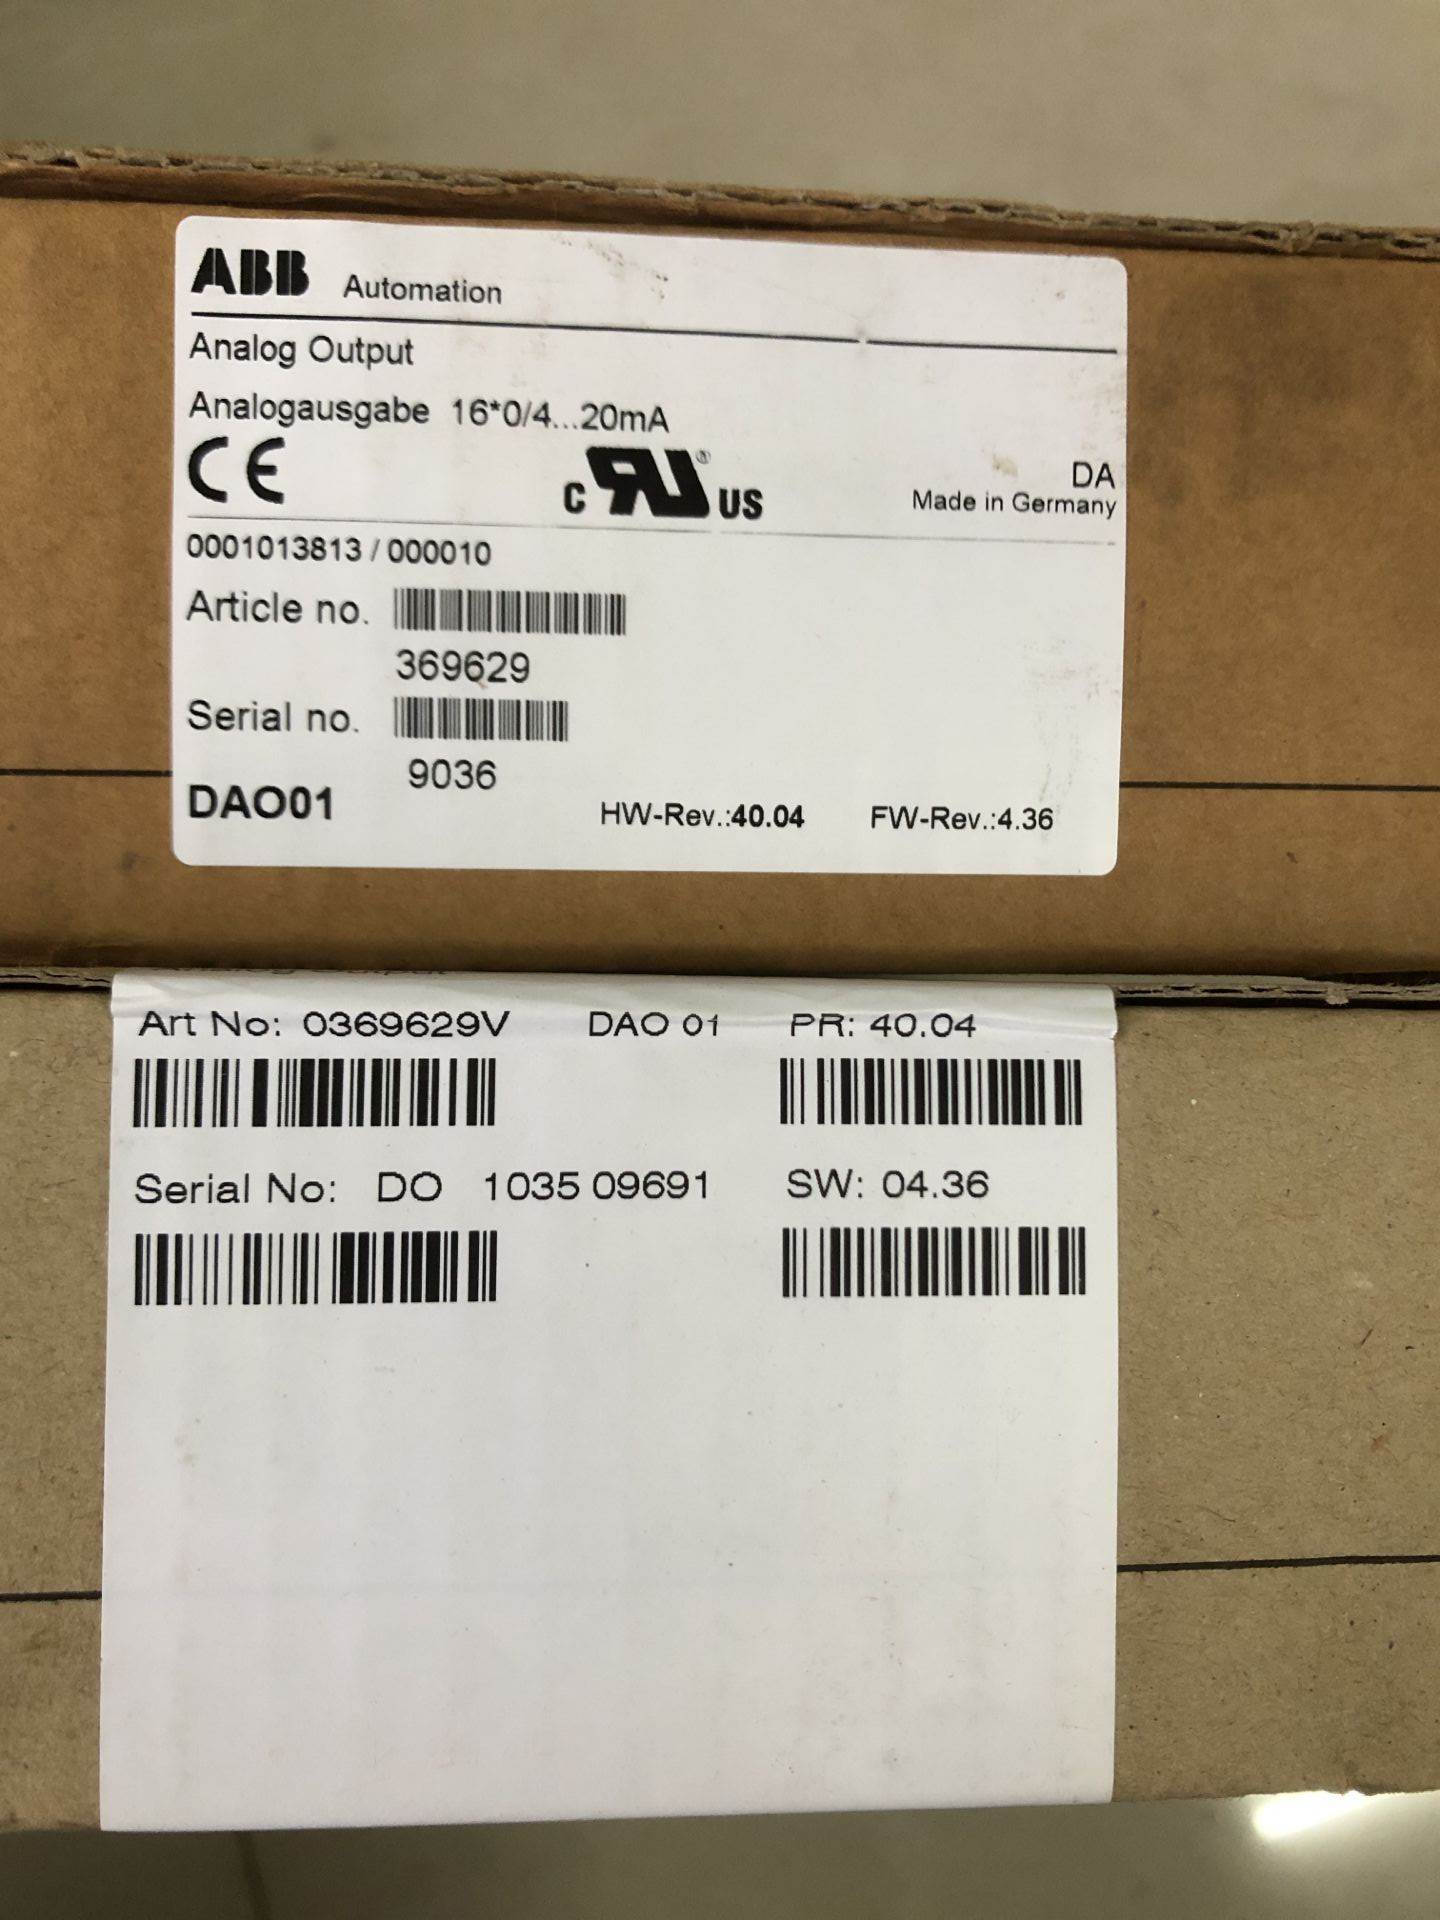 ABB Automation
Analog Output
Analogausgabe 16*0/4...20mA
CE
c RU ® US
DA
Made in Germany
0001013813 / 000010
Article no.
369629
Serial no.
9036
DAO01 HW-Rev.:40.04 FW-Rev.:4.36
Art No: 0369629V DAO 01 PR: 40.04
Serial No: DO 1035 09691 SW: 04.36